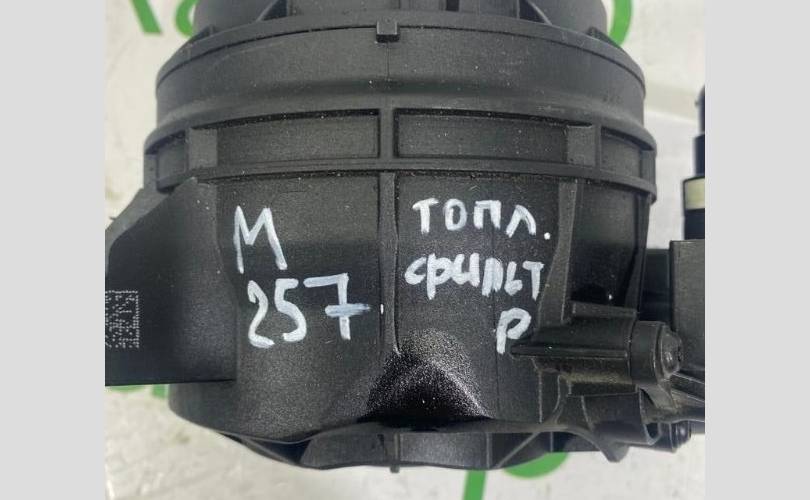 М
257
топл.
фильт
р